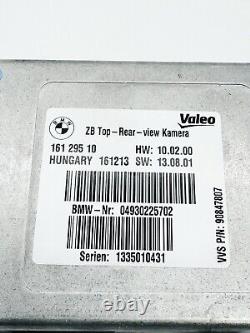 Valeo
ZB Top-Rear-view Kamera
161 295 10 HW: 10.02.00
HUNGARY 161213 SW: 13.08.01
BMW-Nr: 04930225702
VVS P/N: 90847807
Serien: 1335010431